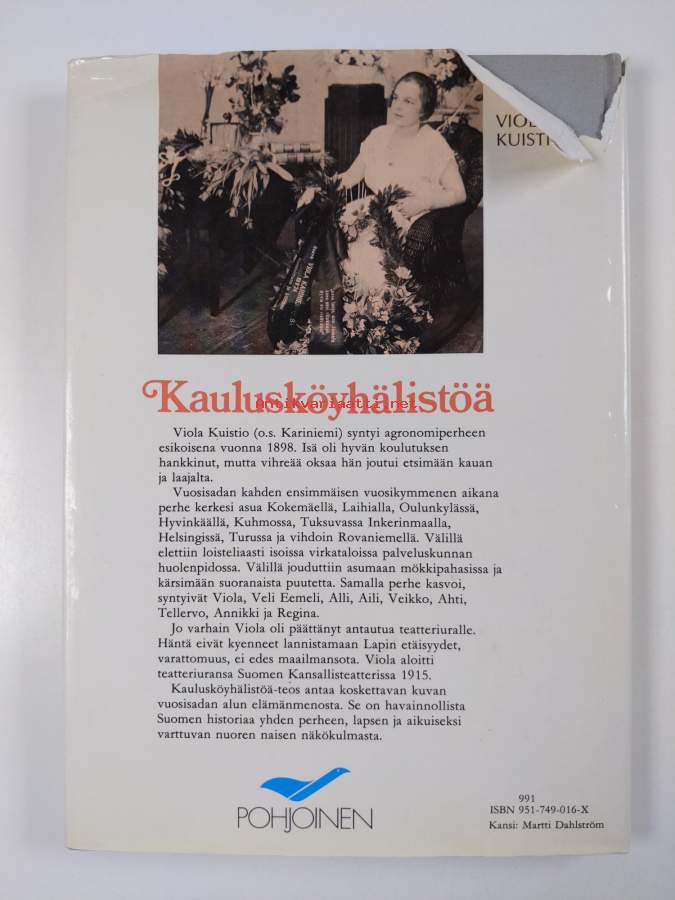 KUISTIO
Kaulusköyhälistöä
Antikvariaatti.net
Viola Kuistio (o.s. Kariniemi) syntyi agronomiperheen
esikoisena vuonna 1898. Isä oli hyvän koulutuksen
hankkinut, mutta vihreää oksaa hän joutui etsimään kauan
ja laajalta.
Vuosisadan kahden ensimmäisen vuosikymmenen aikana
perhe kerkesi asua Kokemäellä, Laihialla, Oulunkylässä,
Hyvinkäällä, Kuhmossa, Tuksuvassa Inkerinmaalla,
Helsingissä, Turussa ja vihdoin Rovaniemellä. Välillä
elettiin loisteliaasti isoissa virkataloissa palveluskunnan
huolenpidossa. Välillä jouduttiin asumaan mökkipahasissa ja
kärsimään suoranaista puutetta. Samalla perhe kasvoi,
syntyivät Viola, Veli Eemeli, Alli, Aili, Veikko, Ahti,
Tellervo, Annikki ja Regina.
Jo varhain Viola oli päättänyt antautua teatteriuralle.
Häntä eivät kyenneet lannistamaan Lapin etäisyydet,
varattomuus, ei edes maailmansota. Viola aloitti
teatteriuransa Suomen Kansallisteatterissa 1915.
Kaulusköyhälistöä-teos antaa koskettavan kuvan
vuosisadan alun elämänmenosta. Se on havainnollista
Suomen historiaa yhden perheen, lapsen ja aikuiseksi
varttuvan nuoren naisen näkökulmasta.
POHJOINEN
991
ISBN 951-749-016-X
Kansi: Martti Dahlström